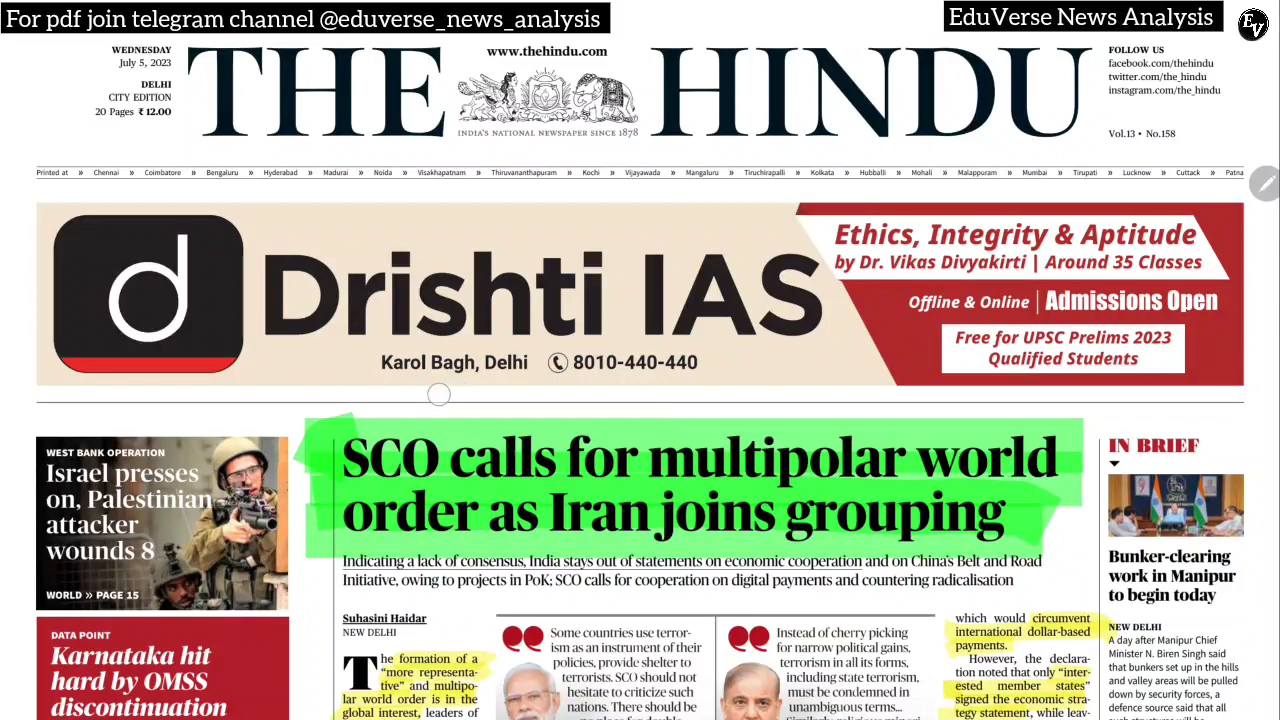 For pdf join telegram channel @eduverse_news_analysis
EduVerse News Analysis
EV
WEDNESDAY
July 5, 2023
DELHI
CITY EDITION
20 Pages ₹ 12.00
THE HINDU
www.thehindu.com
INDIA'S NATIONAL NEWSPAPER SINCE 1878
FOLLOW US
facebook.com/thehindu
twitter.com/the_hindu
instagram.com/the_hindu
Vol.13 • No.158
Printed at » Chennai » Coimbatore » Bengaluru » Hyderabad » Madurai » Noida » Visakhapatnam » Thiruvananthapuram » Kochi » Vijayawada » Mangaluru » Tiruchirapalli » Kolkata » Hubballi » Mohali » Malappuram » Mumbai » Tirupati » Lucknow » Cuttack » Patna
d
Drishti IAS
Karol Bagh, Delhi 8010-440-440
Ethics, Integrity & Aptitude
by Dr. Vikas Divyakirti | Around 35 Classes
Offline & Online | Admissions Open
Free for UPSC Prelims 2023
Qualified Students
WEST BANK OPERATION
Israel presses
on, Palestinian
attacker
wounds 8
WORLD » PAGE 15
DATA POINT
Karnataka hit
hard by OMSS
discontinuation
SCO calls for multipolar world
order as Iran joins grouping
Indicating a lack of consensus, India stays out of statements on economic cooperation and on China's Belt and Road
Initiative, owing to projects in PoK; SCO calls for cooperation on digital payments and countering radicalisation
Suhasini Haidar
NEW DELHI
The formation of a
"more representa-
tive" and multipo-
lar world order is in the
global interest, leaders of
Some countries use terror-
ism as an instrument of their
policies, provide shelter to
terrorists. SCO should not
hesitate to criticize such
nations. There should be
Instead of cherry picking
for narrow political gains,
terrorism in all its forms,
including state terrorism,
must be condemned in
unambiguous terms...
which would circumvent
international dollar-based
payments.
However, the declara-
tion noted that only "inter-
ested member states"
signed the economic stra-
tegy statement, while leav-
IN BRIEF
Bunker-clearing
work in Manipur
to begin today
NEW DELHI
A day after Manipur Chief
Minister N. Biren Singh said
that bunkers set up in the hills
and valley areas will be pulled
down by security forces, a
defence source said that all